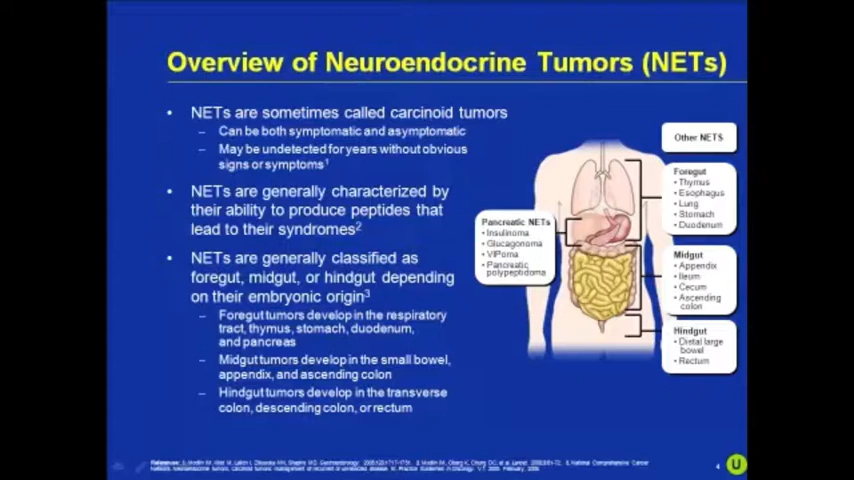 Overview of Neuroendocrine Tumors (NETs)
• NETs are sometimes called carcinoid tumors
– Can be both symptomatic and asymptomatic
– May be undetected for years without obvious
signs or symptoms1
• NETs are generally characterized by
their ability to produce peptides that
lead to their syndromes2
• NETs are generally classified as
foregut, midgut, or hindgut depending
on their embryonic origin3
– Foregut tumors develop in the respiratory
tract, thymus, stomach, duodenum,
and pancreas
– Midgut tumors develop in the small bowel,
appendix, and ascending colon
– Hindgut tumors develop in the transverse
colon, descending colon, or rectum
Pancreatic NETs
• Insulinoma
• Glucagonoma
• VIPoma
• Pancreatic
polypeptidoma
Other NETS
Foregut
• Thymus
• Esophagus
• Lung
• Stomach
• Duodenum
Midgut
• Appendix
• Ileum
• Cecum
• Ascending
colon
Hindgut
• Distal large
bowel
• Rectum
References:
4
U